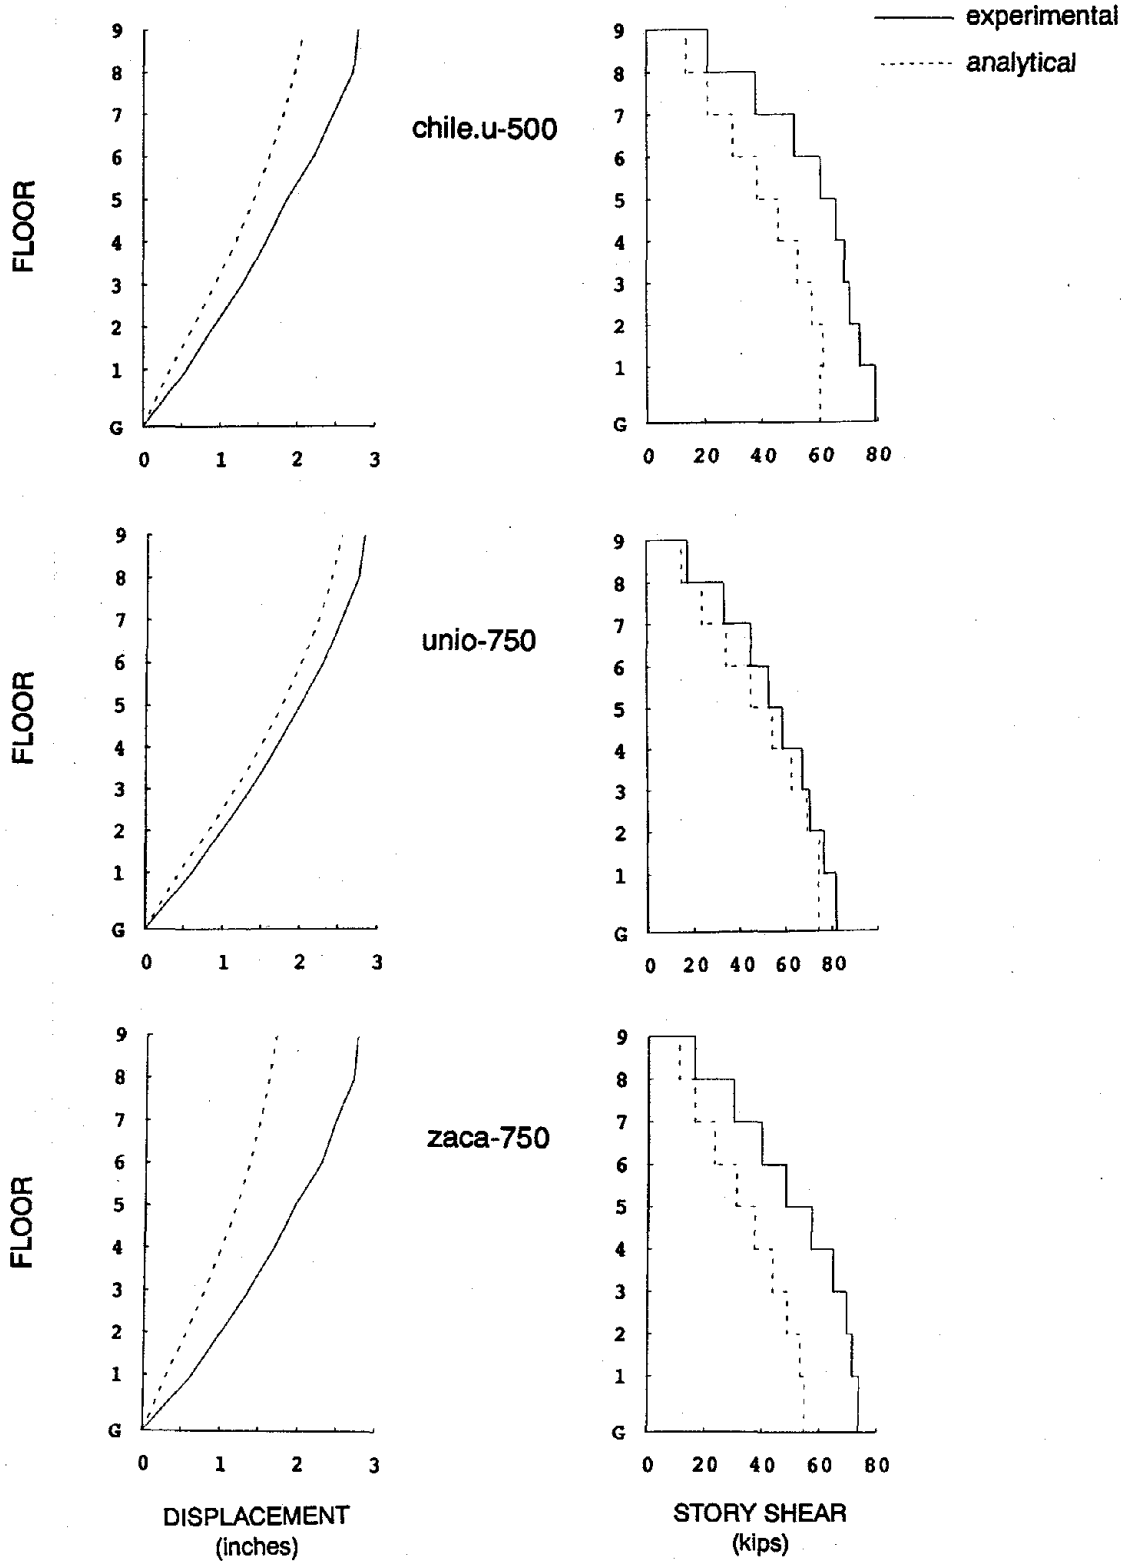 experimental
analytical
9
8
7
6
5
4
3
2
1
G
FLOOR
0 1 2 3
chile.u-500
9
8
7
6
5
4
3
2
1
G
0 20 40 60 80
9
8
7
6
5
4
3
2
1
G
FLOOR
0 1 2 3
unio-750
9
8
7
6
5
4
3
2
1
G
0 20 40 60 80
9
8
7
6
5
4
3
2
1
G
FLOOR
0 1 2 3
DISPLACEMENT
(inches)
zaca-750
9
8
7
6
5
4
3
2
1
G
0 20 40 60 80
STORY SHEAR
(kips)